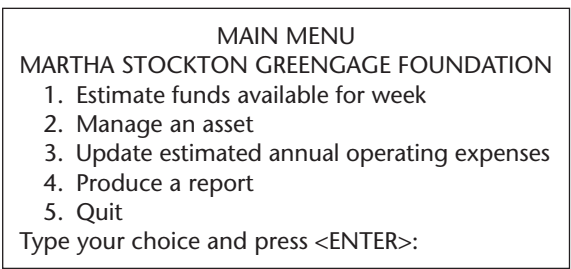 MAIN MENU
MARTHA STOCKTON GREENGAGE FOUNDATION
1. Estimate funds available for week
2. Manage an asset
3. Update estimated annual operating expenses
4. Produce a report
5. Quit
Type your choice and press <ENTER>: